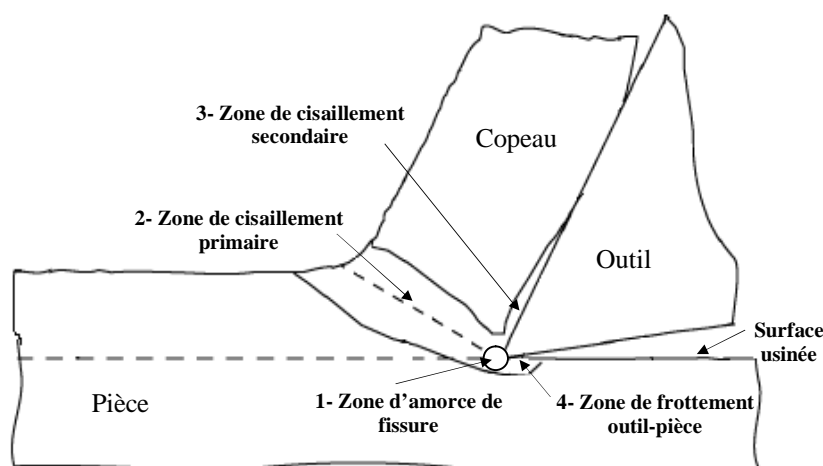 3- Zone de cisaillement
secondaire
Copeau
2- Zone de cisaillement
primaire
Outil
Surface
usinée
Pièce
1- Zone d'amorce de
fissure
4- Zone de frottement
outil-pièce